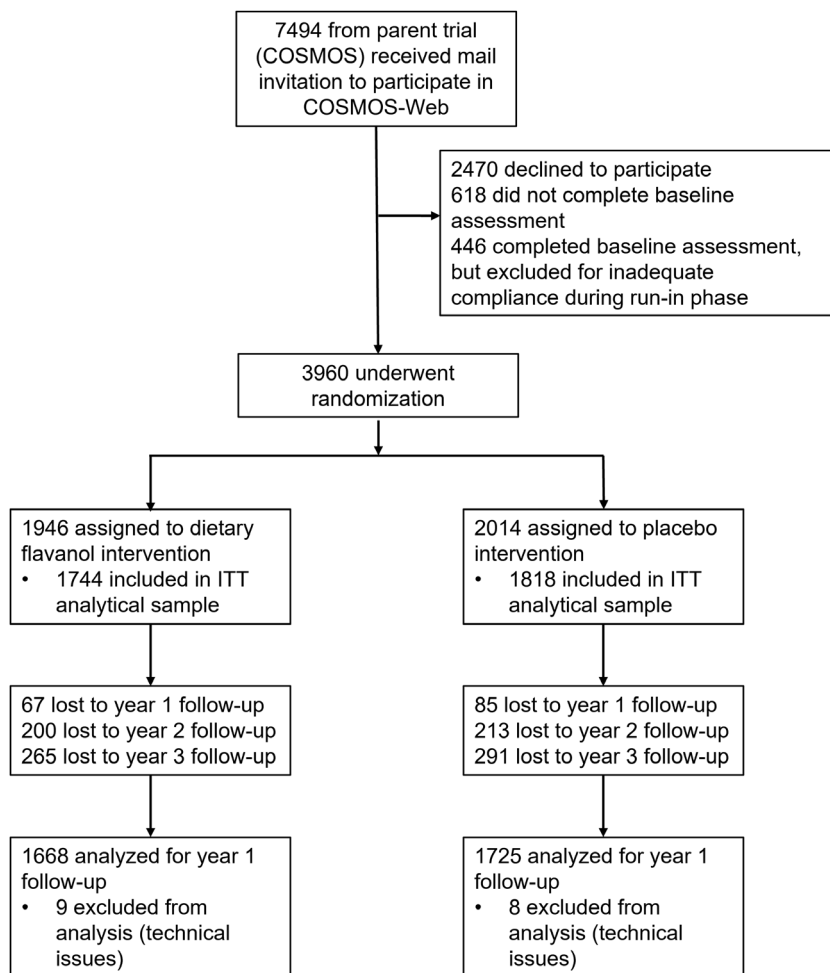 7494 from parent trial
(COSMOS) received mail
invitation to participate in
COSMOS-Web
2470 declined to participate
618 did not complete baseline
assessment
446 completed baseline assessment,
but excluded for inadequate
compliance during run-in phase
3960 underwent
randomization
1946 assigned to dietary
flavanol intervention
• 1744 included in ITT
analytical sample
2014 assigned to placebo
intervention
• 1818 included in ITT
analytical sample
67 lost to year 1 follow-up
200 lost to year 2 follow-up
265 lost to year 3 follow-up
85 lost to year 1 follow-up
213 lost to year 2 follow-up
291 lost to year 3 follow-up
1668 analyzed for year 1
follow-up
• 9 excluded from
analysis (technical
issues)
1725 analyzed for year 1
follow-up
• 8 excluded from
analysis (technical
issues)